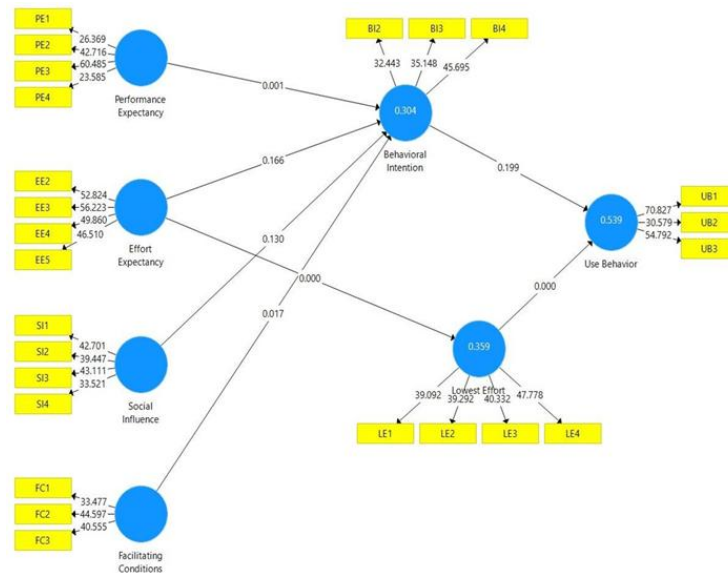 PE1
PE2
PE3
PE4
26.369
42.716
60.485
23.585
Performance
Expectancy
EE2
EE3
EE4
EE5
52.824
56.223
49.860
46.510
Effort
Expectancy
SI1
SI2
SI3
SI4
42.701
39.447
43.111
33.521
Social
Influence
FC1
FC2
FC3
33.477
44.597
40.555
Facilitating
Conditions
0.001
0.166
0.130
0.017
0.000
BI2
BI3
BI4
32.443
35.148
45.695
0.304
Behavioral
Intention
0.199
0.000
0.539
Use Behavior
70.827
30.579
54.792
UB1
UB2
UB3
0.359
Lowest Effort
39.092
39.292
40.332
47.778
LE1
LE2
LE3
LE4